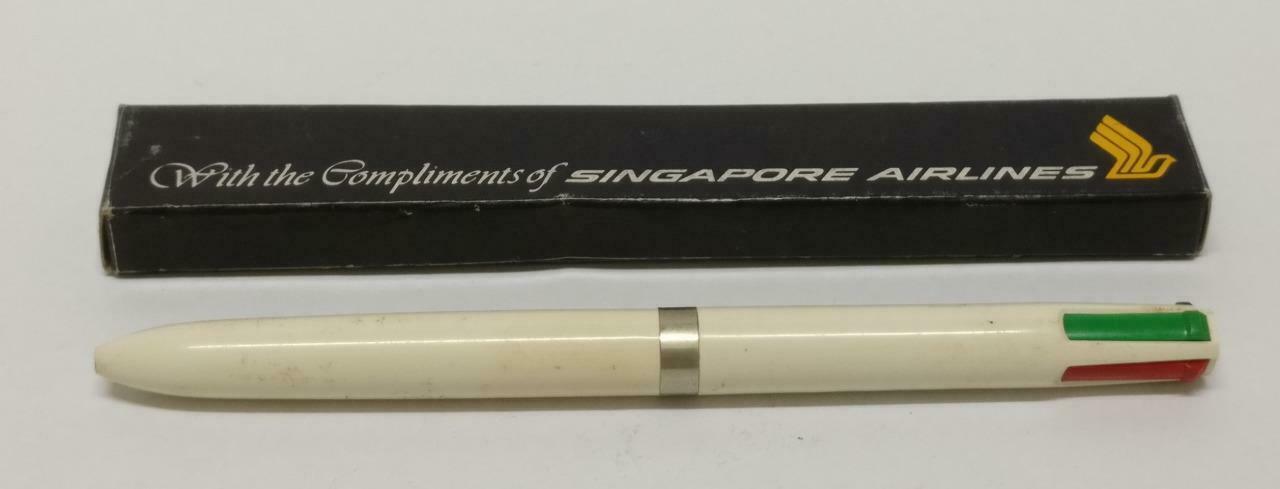 With the Compliments of SINGAPORE AIRLINES